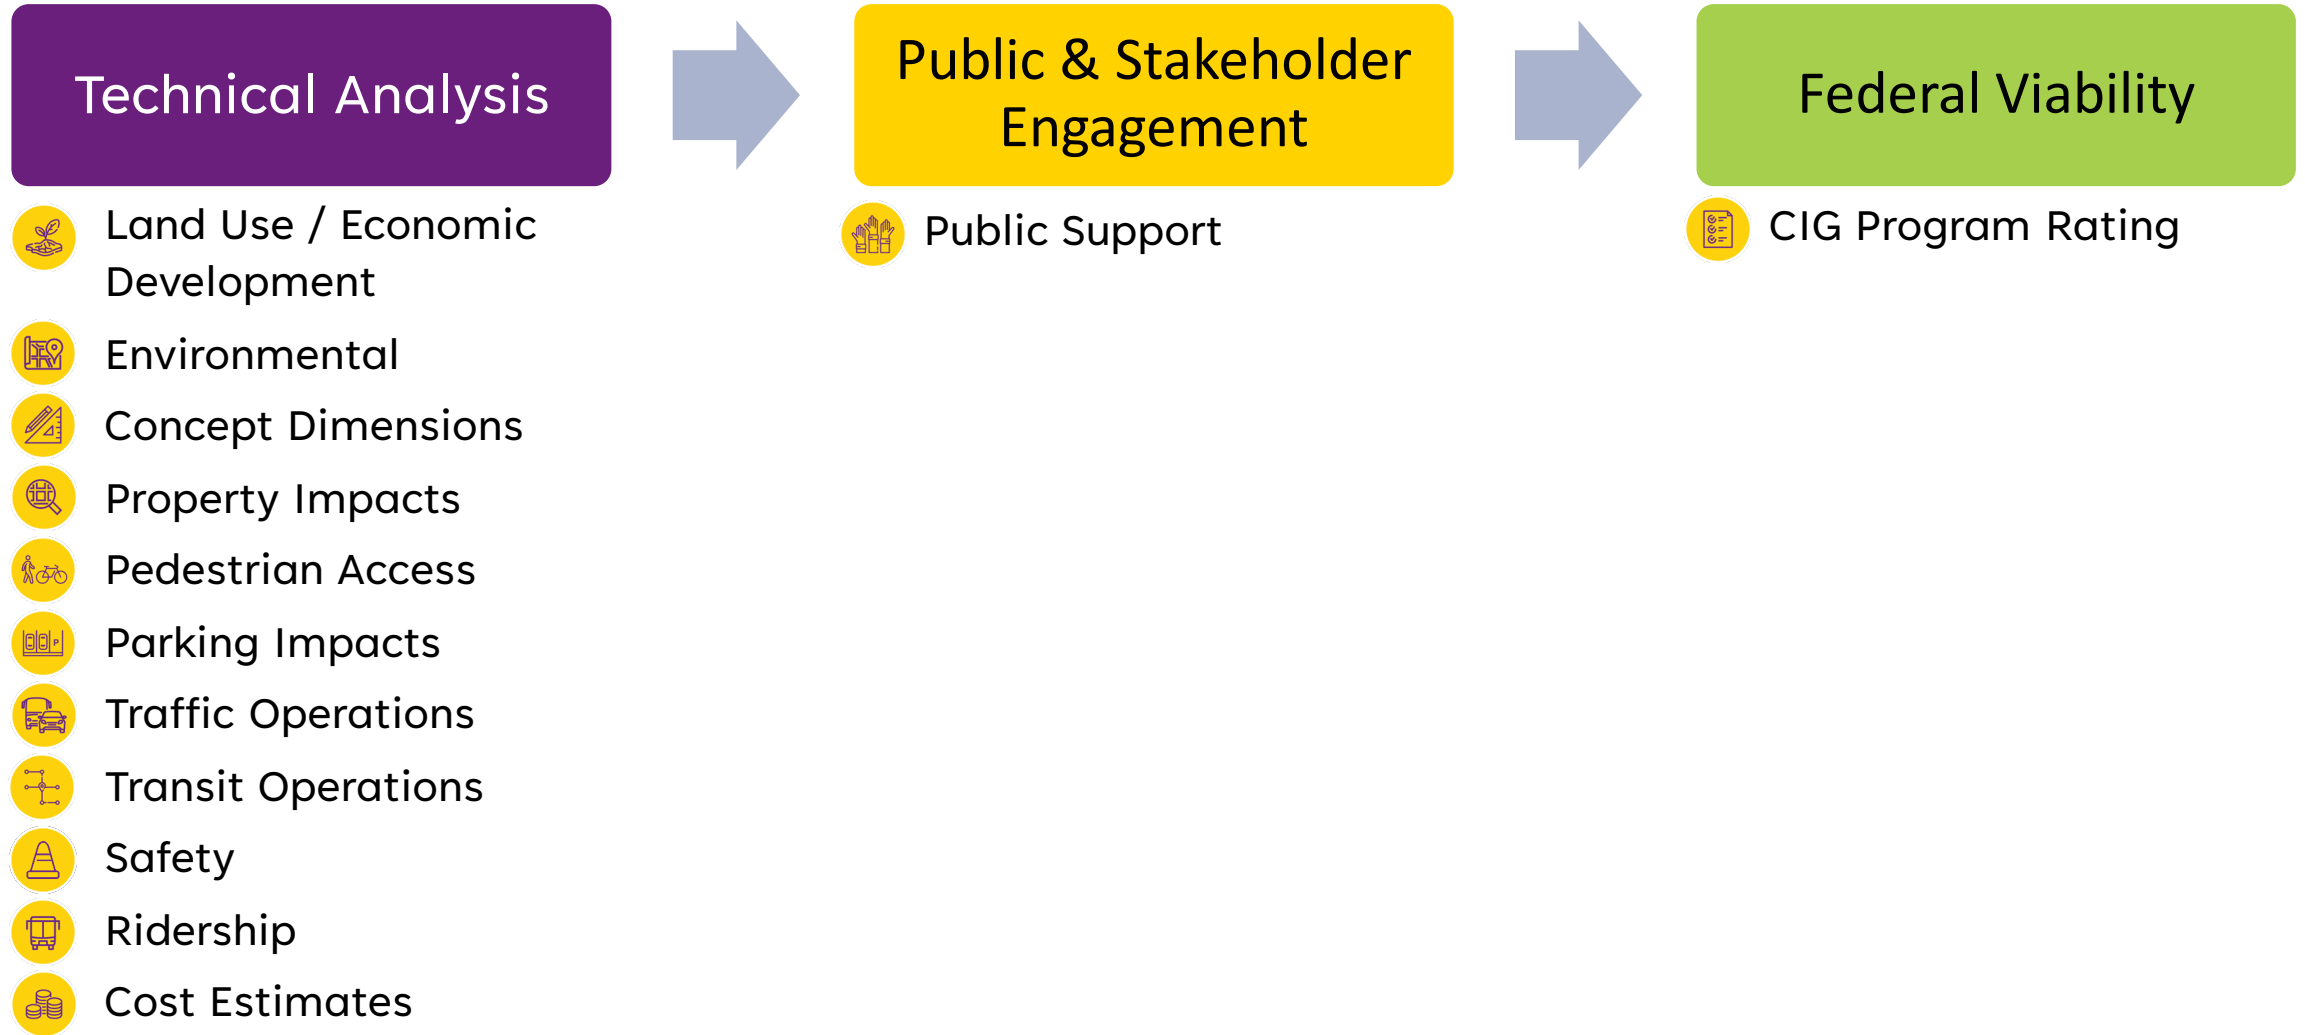 Technical Analysis
Land Use / Economic
Development
Environmental
Concept Dimensions
Property Impacts
Pedestrian Access
Parking Impacts
Traffic Operations
Transit Operations
Safety
Ridership
Cost Estimates
Public & Stakeholder
Engagement
Public Support
Federal Viability
CIG Program Rating